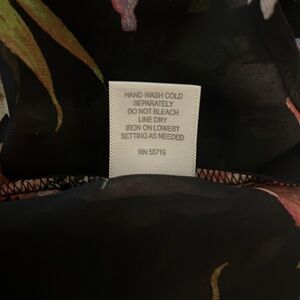 HAND WASH COLD
SEPARATELY
DO NOT BLEACH
LINE DRY
IRON ON LOWEST
SETTING AS NEEDED
RN 58719